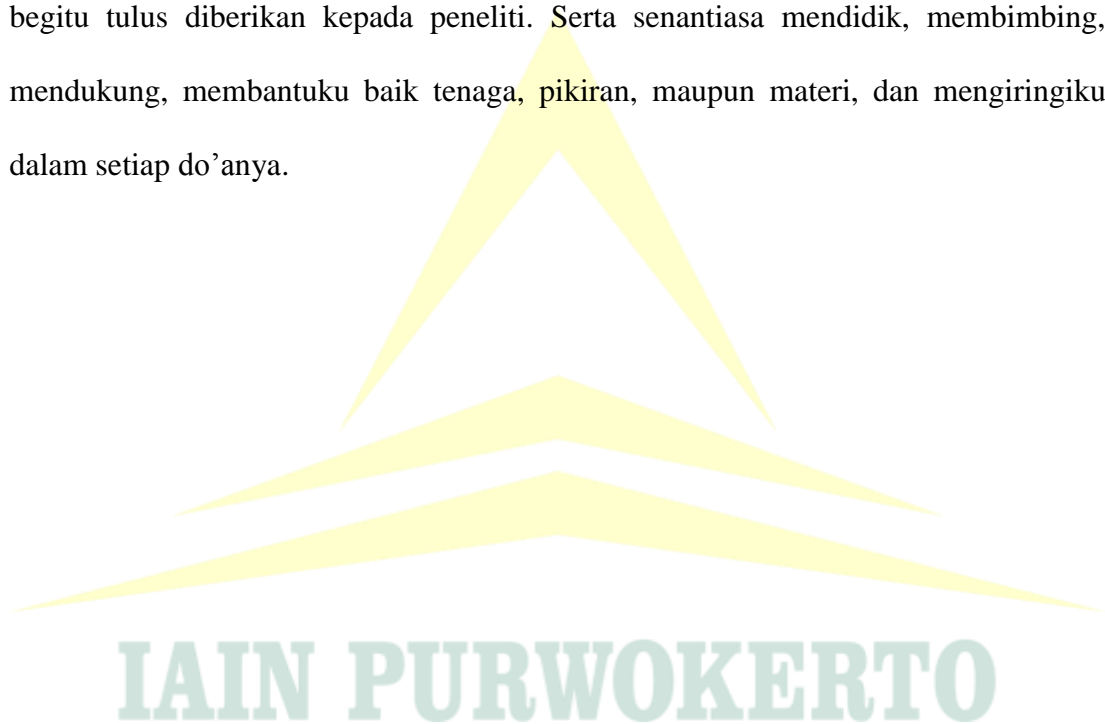 begitu tulus diberikan kepada peneliti. Serta senantiasa mendidik, membimbing,
mendukung, membantuku baik tenaga, pikiran, maupun materi, dan mengiringiku
dalam setiap do’anya.
IAIN PURWOKERTO